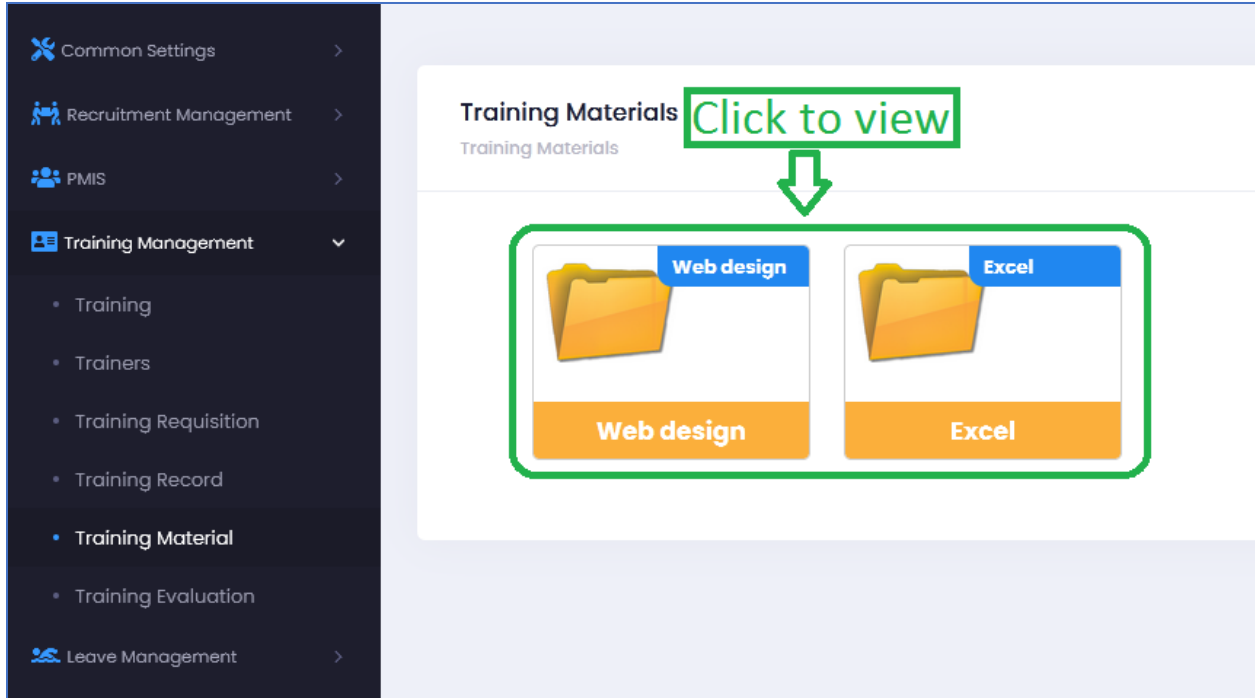 Common Settings
Recruitment Management
PMIS
Training Management
Training
Trainers
Training Requisition
Training Record
Training Material
Training Evaluation
Leave Management
Training Materials
Click to view
Training Materials
Web design
Excel
Web design
Excel